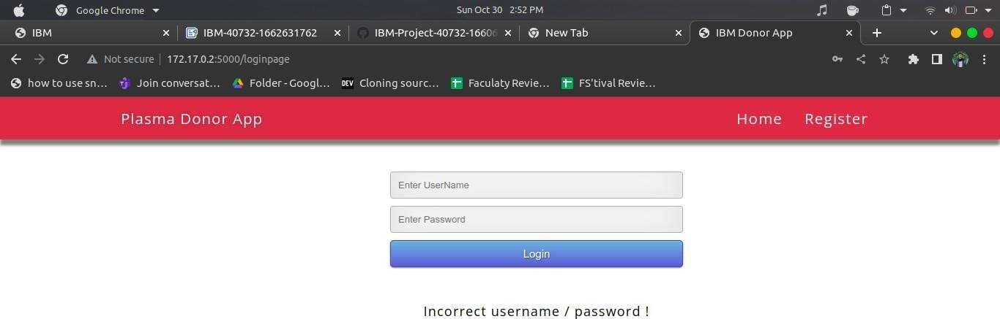 Google Chrome Sun Oct 30 2:52 PM
IBM IBM-40732-1662631762 IBM-Project-40732-16606 New Tab IBM Donor App
Not secure 172.17.0.2:5000/loginpage
how to use sn... Join conversat... Folder - Googl... DEV Cloning sourc... Faculaty Revie... FS'tival Revie...
Plasma Donor App Home Register
Enter UserName
Enter Password
Login
Incorrect username / password !